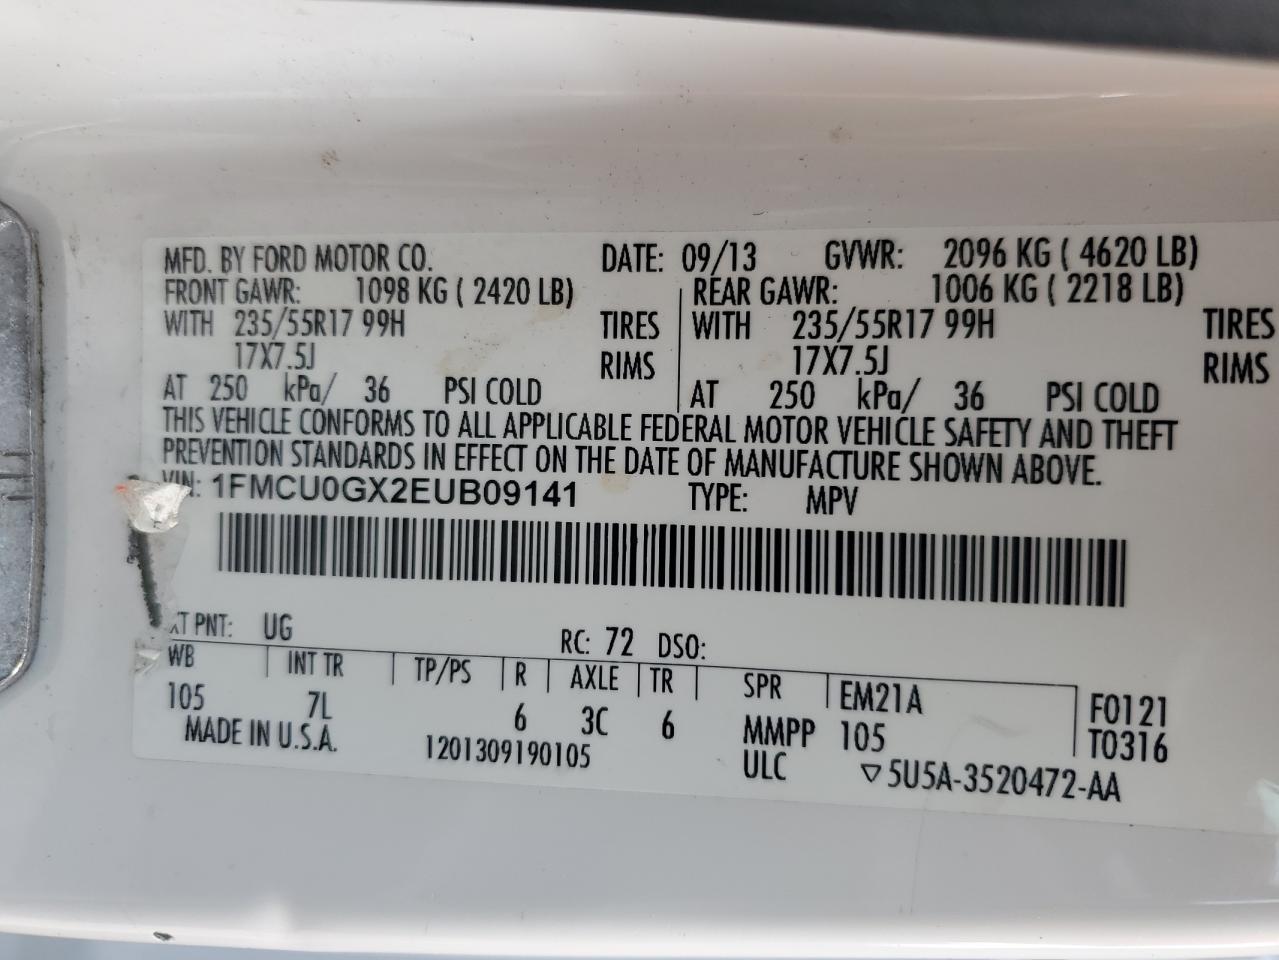 MFD. BY FORD MOTOR CO. DATE: 09/13 GVWR: 2096 KG ( 4620 LB)
FRONT GAWR: 1098 KG ( 2420 LB) REAR GAWR: 1006 KG ( 2218 LB)
WITH 235/55R17 99H TIRES WITH 235/55R17 99H TIRES
17X7.5J RIMS 17X7.5J RIMS
AT 250 kPa/ 36 PSI COLD AT 250 kPa/ 36 PSI COLD
THIS VEHICLE CONFORMS TO ALL APPLICABLE FEDERAL MOTOR VEHICLE SAFETY AND THEFT
PREVENTION STANDARDS IN EFFECT ON THE DATE OF MANUFACTURE SHOWN ABOVE.
VIN: 1FMCU0GX2EUB09141 TYPE: MPV
PNT: UG RC: 72 DSO:
WB INT TR TP/PS R AXLE TR SPR EM21A F0121
105 7L 6 3C 6 MMPP 105 T0316
MADE IN U.S.A. 1201309190105 ULC ▽5U5A-3520472-AA